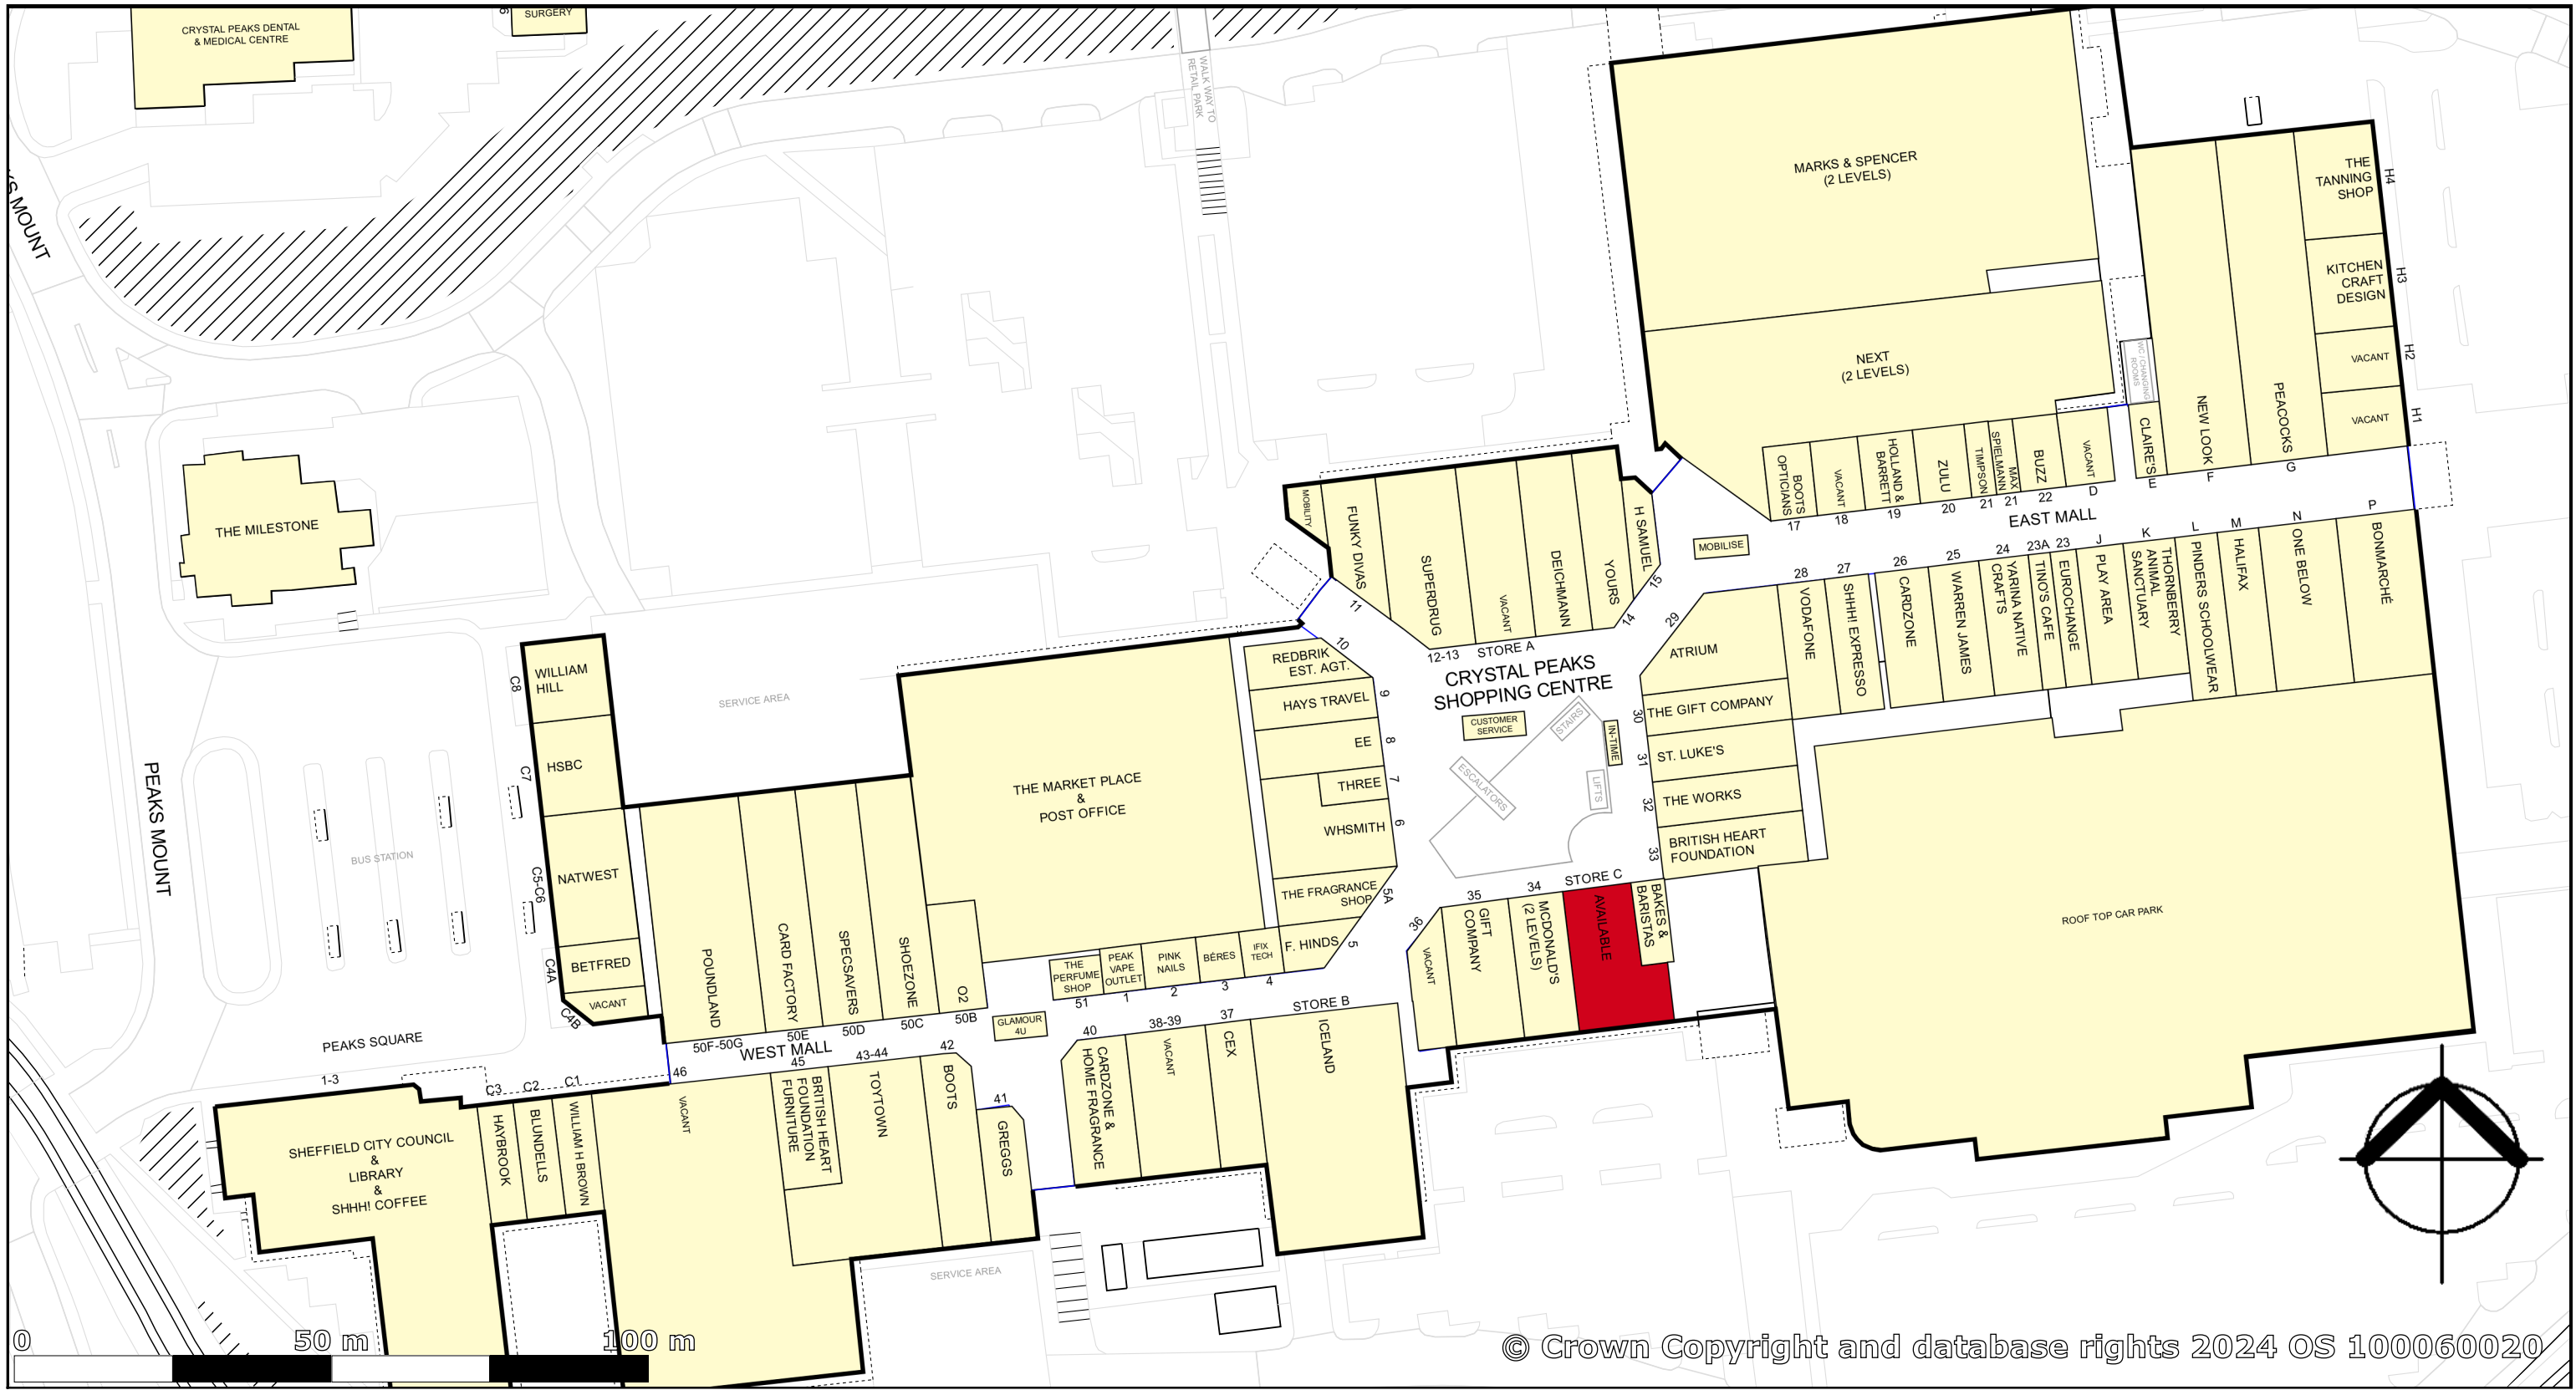 CRYSTAL PEAKS DENTAL
& MEDICAL CENTRE
SURGERY
WALK WAY TO
RETAIL PARK
MOUNT
THE MILESTONE
PEAKS MOUNT
BUS STATION
SERVICE AREA
PEAKS SQUARE
C8
WILLIAM
HILL
C7
HSBC
C5-C6
NATWEST
C4A
BETFRED
C4B
VACANT
POUNDLAND
50F-50G
CARD FACTORY
50E
SPECSAVERS
50D
SHOEZONE
50C
O2
50B
THE MARKET PLACE
&
POST OFFICE
GLAMOUR
4U
THE
PERFUME
SHOP
51
PEAK
VAPE
OUTLET
1
PINK
NAILS
2
BÉRES
3
IFIX
TECH
4
F. HINDS
5
THE FRAGRANCE
SHOP
5A
WHSMITH
6
THREE
7
EE
8
HAYS TRAVEL
9
REDBRIK
EST. AGT.
10
MOBILITY
FUNKY DIVAS
11
SUPERDRUG
12-13
VACANT
STORE A
DEICHMANN
YOURS
14
H SAMUEL
15
CRYSTAL PEAKS
SHOPPING CENTRE
CUSTOMER
SERVICE
STAIRS
ESCALATORS
LIFTS
IN-TIME
MARKS & SPENCER
(2 LEVELS)
NEXT
(2 LEVELS)
BOOTS
OPTICIANS
17
VACANT
18
HOLLAND &
BARRETT
19
ZULU
20
TIMPSON
21
MAX
SPIELMANN
21
BUZZ
22
VACANT
D
WC / CHANGING
ROOMS
CLAIRE'S
E
NEW LOOK
F
PEACOCKS
G
THE
TANNING
SHOP
H4
KITCHEN
CRAFT
DESIGN
H3
VACANT
H2
VACANT
H1
EAST MALL
MOBILISE
29
ATRIUM
28
VODAFONE
27
SHHH! EXPRESSO
26
CARDZONE
25
WARREN JAMES
24
YARINA NATIVE
CRAFTS
23A
TINO'S CAFE
23
EUROCHANGE
J
PLAY AREA
K
THORNBERRY
ANIMAL
SANCTUARY
L
PINDERS SCHOOLWEAR
M
HALIFAX
N
ONE BELOW
P
BONMARCHÉ
30
THE GIFT COMPANY
31
ST. LUKE'S
32
THE WORKS
33
BRITISH HEART
FOUNDATION
STORE C
BAKES &
BARISTAS
AVAILABLE
34
MCDONALD'S
(2 LEVELS)
35
GIFT
COMPANY
36
VACANT
ROOF TOP CAR PARK
STORE B
ICELAND
37
CEX
38-39
VACANT
40
CARDZONE &
HOME FRAGRANCE
41
GREGGS
42
BOOTS
43-44
TOYTOWN
45
BRITISH HEART
FOUNDATION
FURNITURE
46
VACANT
WEST MALL
C1
WILLIAM H BROWN
C2
BLUNDELLS
C3
HAYBROOK
1-3
SHEFFIELD CITY COUNCIL
&
LIBRARY
&
SHHH! COFFEE
SERVICE AREA
0
50 m
100 m
© Crown Copyright and database rights 2024 OS 1000060020